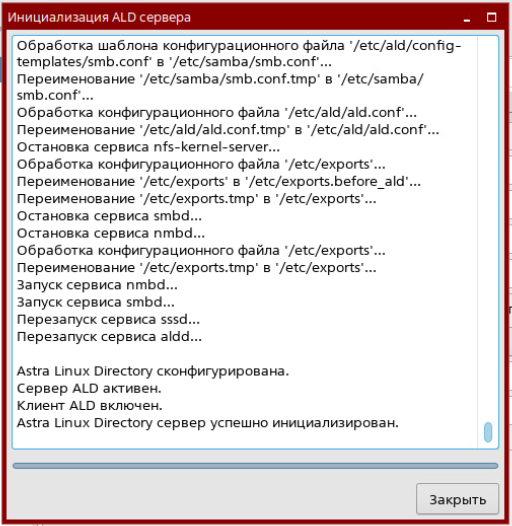 Инициализация ALD сервера
Обработка шаблона конфигурационного файла '/etc/ald/config-
templates/smb.conf' в '/etc/samba/smb.conf'...
Переименование '/etc/samba/smb.conf.tmp' в '/etc/samba/
smb.conf'...
Обработка конфигурационного файла '/etc/ald/ald.conf'...
Переименование '/etc/ald/ald.conf.tmp' в '/etc/ald/ald.conf'...
Остановка сервиса nfs-kernel-server...
Обработка конфигурационного файла '/etc/exports'...
Переименование '/etc/exports' в '/etc/exports.before_ald'...
Переименование '/etc/exports.tmp' в '/etc/exports'...
Остановка сервиса smbd...
Остановка сервиса nmbd...
Обработка конфигурационного файла '/etc/exports'...
Переименование '/etc/exports.tmp' в '/etc/exports'...
Запуск сервиса nmbd...
Запуск сервиса smbd...
Перезапуск сервиса sssd...
Перезапуск сервиса aldd...
Astra Linux Directory сконфигурирована.
Сервер ALD активен.
Клиент ALD включен.
Astra Linux Directory сервер успешно инициализирован.
Закрыть